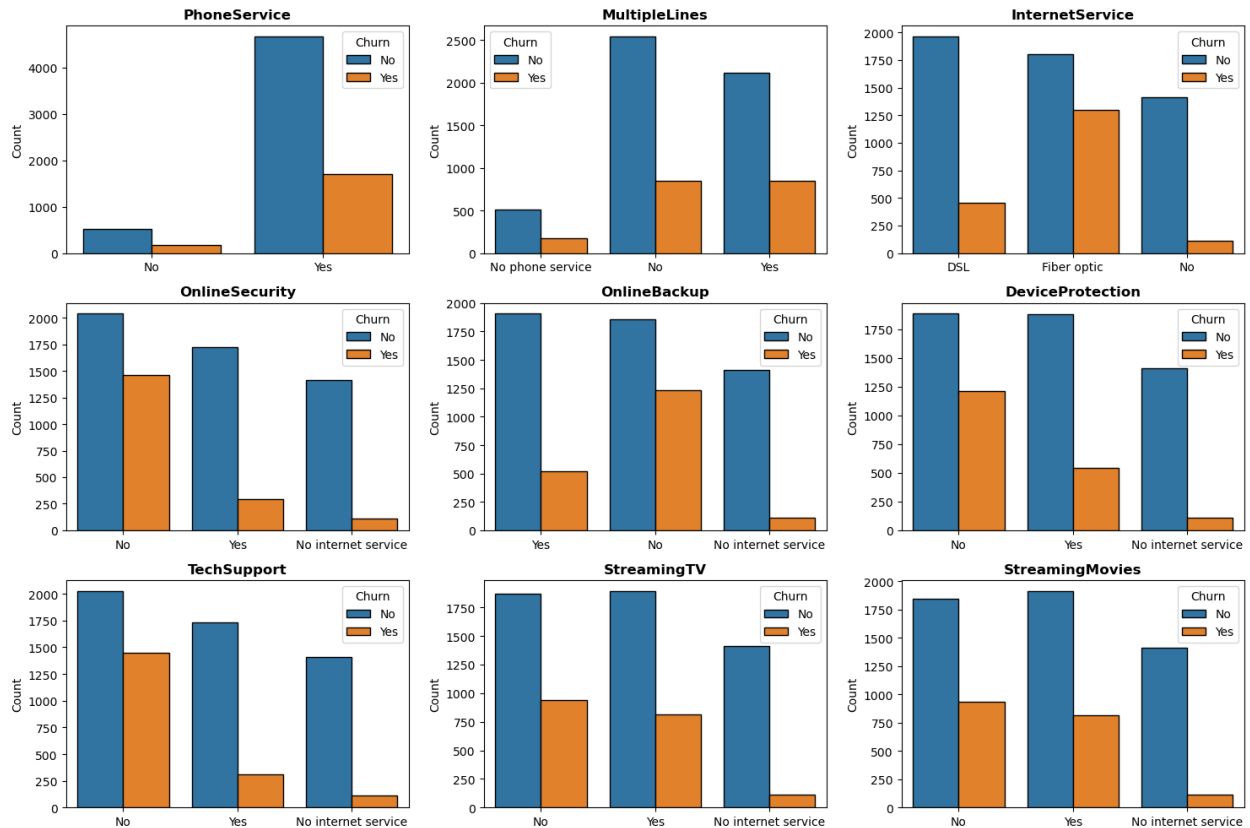 PhoneService
Count
4000
3000
2000
1000
0
Churn
No
Yes
No Yes
MultipleLines
Count
2500
2000
1500
1000
500
0
Churn
No
Yes
No phone service No Yes
InternetService
Count
2000
1750
1500
1250
1000
750
500
250
0
Churn
No
Yes
DSL Fiber optic No
OnlineSecurity
Count
2000
1750
1500
1250
1000
750
500
250
0
Churn
No
Yes
No Yes No internet service
OnlineBackup
Count
2000
1750
1500
1250
1000
750
500
250
0
Churn
No
Yes
Yes No No internet service
DeviceProtection
Count
1750
1500
1250
1000
750
500
250
0
Churn
No
Yes
No Yes No internet service
TechSupport
Count
2000
1750
1500
1250
1000
750
500
250
0
Churn
No
Yes
No Yes No internet service
StreamingTV
Count
1750
1500
1250
1000
750
500
250
0
Churn
No
Yes
No Yes No internet service
StreamingMovies
Count
2000
1750
1500
1250
1000
750
500
250
0
Churn
No
Yes
No Yes No internet service